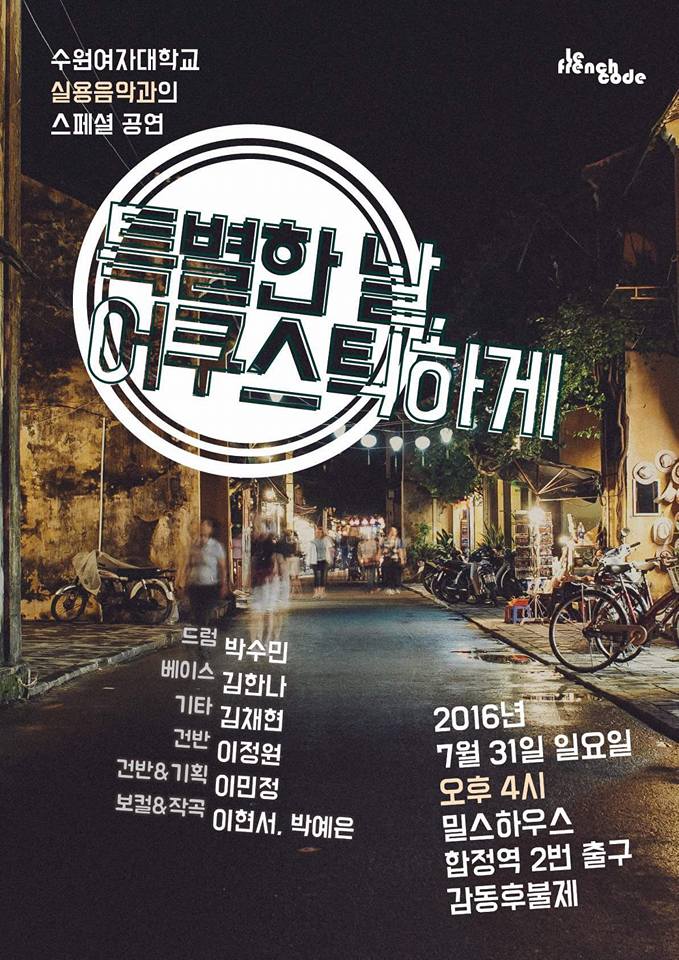 수원여자대학교
실용음악과의
스페셜 공연
le
french
code
특별한 날,
어쿠스틱하게
드럼 박수민
베이스 김한나
기타 김채현
건반 이정원
건반&기획 이민정
보컬&작곡 이현서, 박예은
2016년
7월 31일 일요일
오후 4시
밀스하우스
합정역 2번 출구
감동후불제